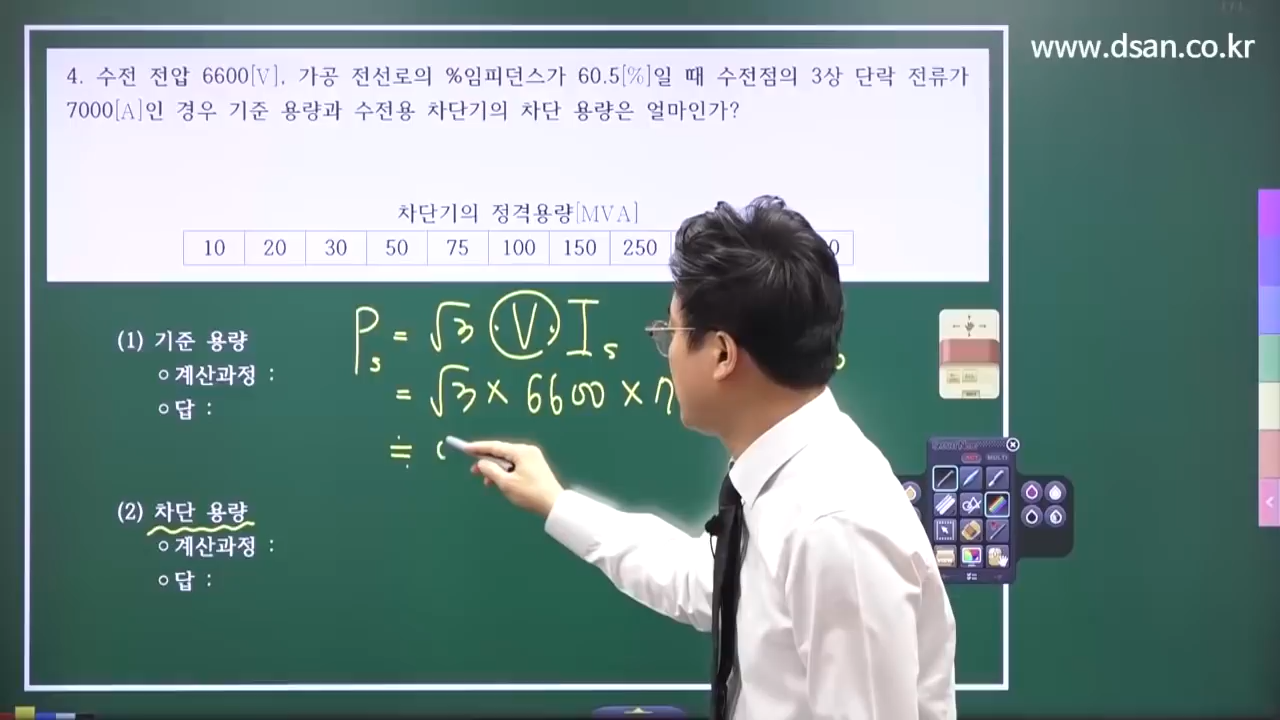 www.dsan.co.kr
4. 수전 전압 6600[V], 가공 전선로의 %임피던스가 60.5[%]일 때 수전점의 3상 단락 전류가
7000[A]인 경우 기준 용량과 수전용 차단기의 차단 용량은 얼마인가?
차단기의 정격용량[MVA]
10 20 30 50 75 100 150 250
(1) 기준 용량
○계산과정 :
○답 :
Ps = √3 V Is
= √3 × 6600 × 7
≒
(2) 차단 용량
○계산과정 :
○답 :